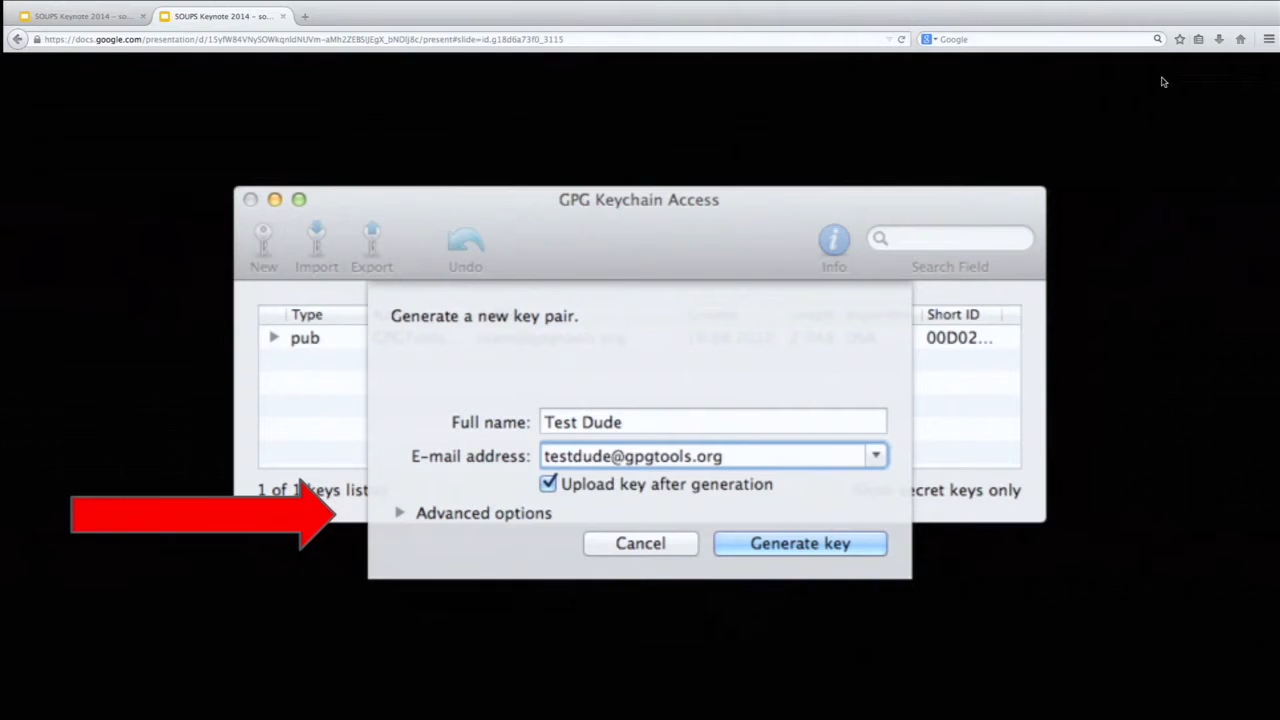 SOUPS Keynote 2014 – so...
SOUPS Keynote 2014 – so...
Google
GPG Keychain Access
New
Import
Export
Undo
Info
Search Field
Type
Short ID
pub
00D02...
Generate a new key pair.
Full name:
Test Dude
E-mail address:
testdude@gpgtools.org
Upload key after generation
1 of 1 keys list
secret keys only
Advanced options
Cancel
Generate key